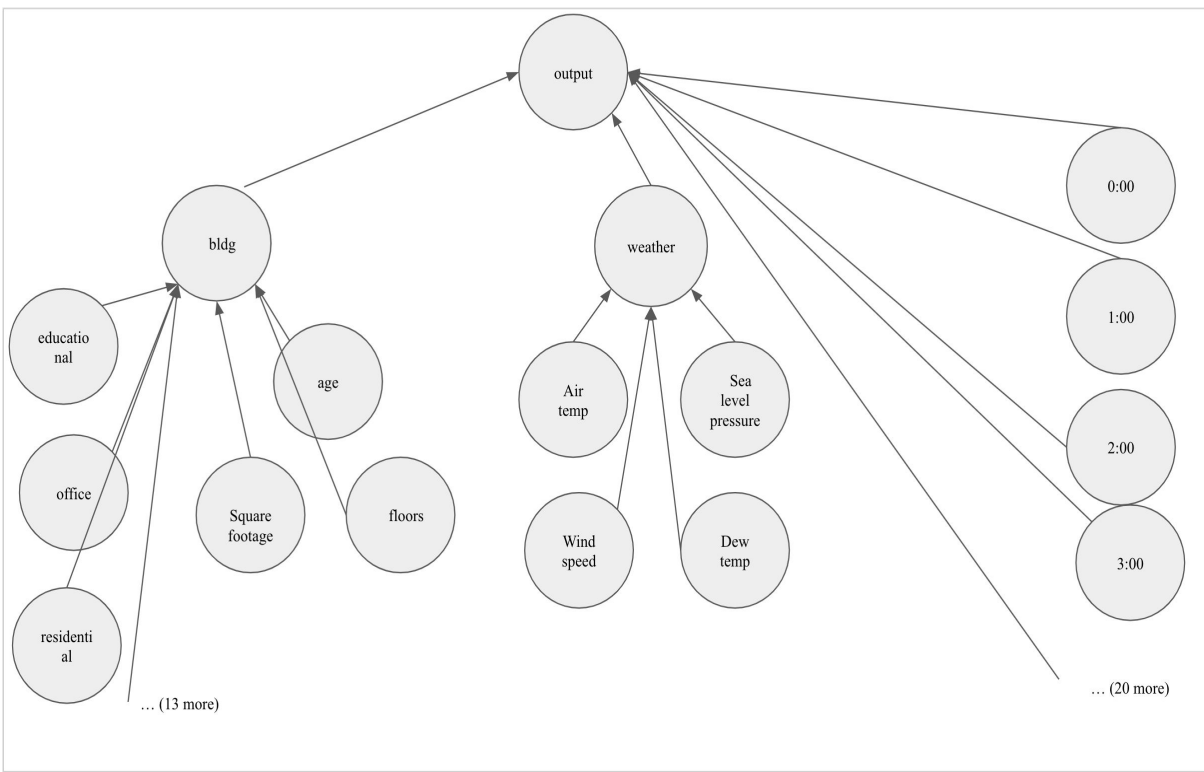 output
0:00
bldg
weather
1:00
educatio
nal
age
Air
temp
Sea
level
pressure
2:00
office
Square
footage
floors
Wind
speed
Dew
temp
3:00
residenti
al
… (13 more)
… (20 more)